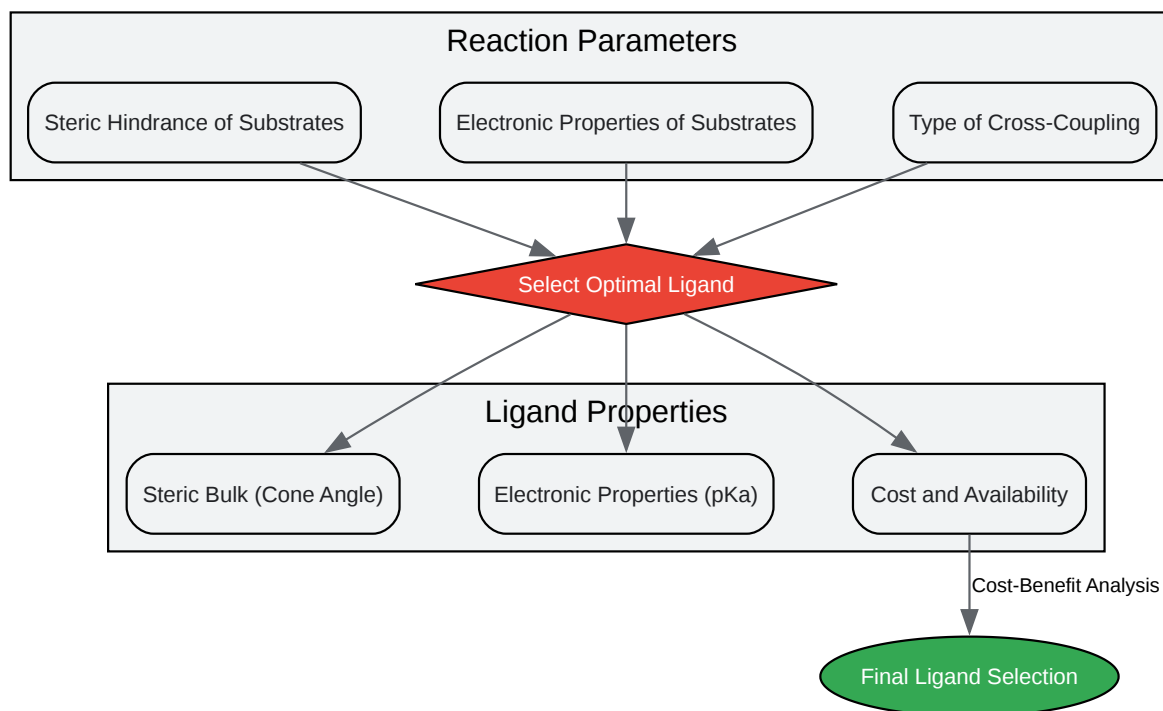 Reaction Parameters
Steric Hindrance of Substrates
Electronic Properties of Substrates
Type of Cross-Coupling
Select Optimal Ligand
Ligand Properties
Steric Bulk (Cone Angle)
Electronic Properties (pKa)
Cost and Availability
Cost-Benefit Analysis
Final Ligand Selection